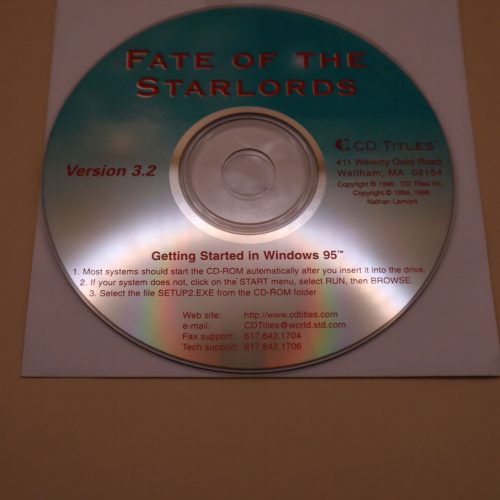 FATE OF THE
STARLORDS
Version 3.2
CD TITLES®
411 Waverly Oaks Road
Waltham, MA 02154
Copyright © 1996 CD Titles Inc.
Copyright © 1994, 1996
Nathan Lamont
Getting Started in Windows 95™
1. Most systems should start the CD-ROM automatically after you insert it into the drive.
2. If your system does not, click on the START menu, select RUN, then BROWSE.
3. Select the file SETUP2.EXE from the CD-ROM folder
Web site: http://www.cdtitles.com
e-mail: CDTitles@world.std.com
Fax support: 617.642.1704
Tech support: 617.642.1706